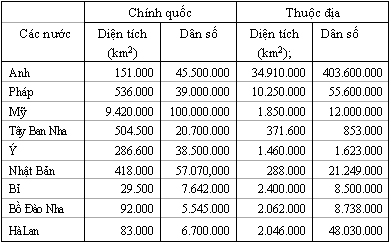 Chính quốc Thuộc địa
Các nước Diện tích (km²) Dân số Diện tích (km²); Dân số
Anh 151.000 45.500.000 34.910.000 403.600.000
Pháp 536.000 39.000.000 10.250.000 55.600.000
Mỹ 9.420.000 100.000.000 1.850.000 12.000.000
Tây Ban Nha 504.500 20.700.000 371.600 853.000
Ý 286.600 38.500.000 1.460.000 1.623.000
Nhật Bản 418.000 57.070,000 288.000 21.249.000
Bỉ 29.500 7.642.000 2.400.000 8.500.000
Bồ Đào Nha 92.000 5.545.000 2.062.000 8.738.000
Hà Lan 83.000 6.700.000 2.046.000 48.030.000